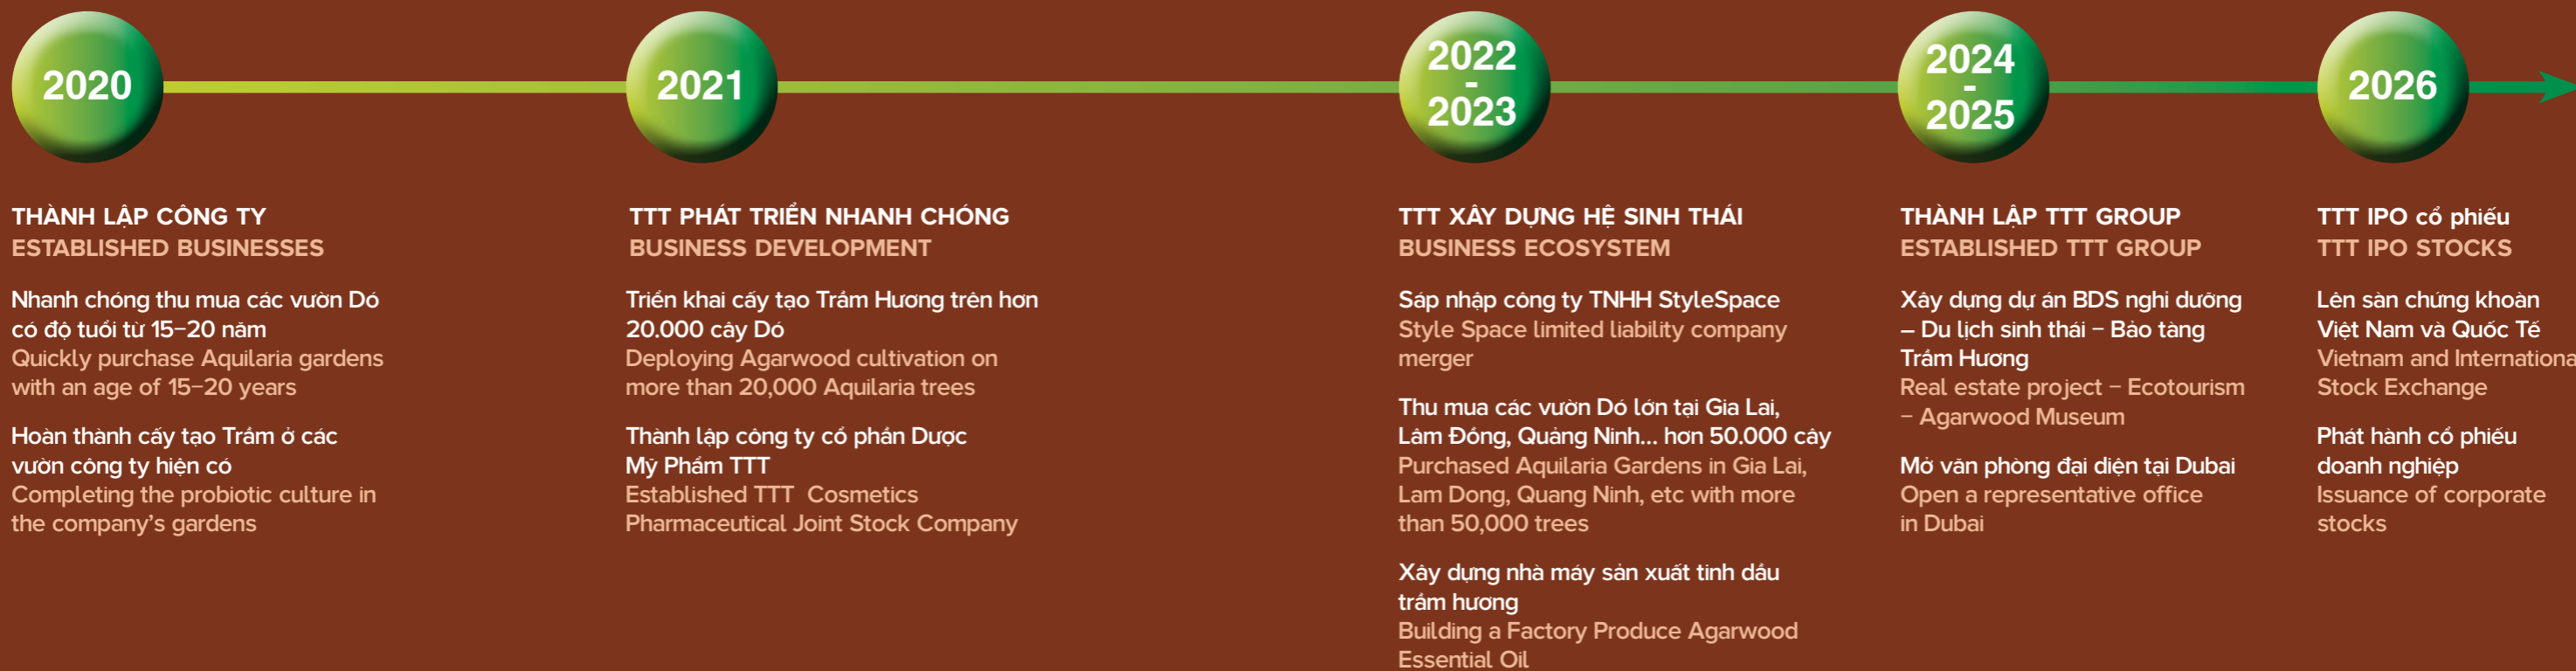 2020
THÀNH LẬP CÔNG TY
ESTABLISHED BUSINESSES
Nhanh chóng thu mua các vườn Dó
có độ tuổi từ 15–20 năm
Quickly purchase Aquilaria gardens
with an age of 15–20 years
Hoàn thành cấy tạo Trầm ở các
vườn công ty hiện có
Completing the probiotic culture in
the company's gardens
2021
TTT PHÁT TRIỂN NHANH CHÓNG
BUSINESS DEVELOPMENT
Triển khai cấy tạo Trầm Hương trên hơn
20.000 cây Dó
Deploying Agarwood cultivation on
more than 20,000 Aquilaria trees
Thành lập công ty cổ phần Dược
Mỹ Phẩm TTT
Established TTT Cosmetics
Pharmaceutical Joint Stock Company
2022
-
2023
TTT XÂY DỰNG HỆ SINH THÁI
BUSINESS ECOSYSTEM
Sáp nhập công ty TNHH StyleSpace
Style Space limited liability company
merger
Thu mua các vườn Dó lớn tại Gia Lai,
Lâm Đồng, Quảng Ninh... hơn 50.000 cây
Purchased Aquilaria Gardens in Gia Lai,
Lam Dong, Quang Ninh, etc with more
than 50,000 trees
Xây dựng nhà máy sản xuất tinh dầu
trầm hương
Building a Factory Produce Agarwood
Essential Oil
2024
-
2025
THÀNH LẬP TTT GROUP
ESTABLISHED TTT GROUP
Xây dựng dự án BDS nghỉ dưỡng
– Du lịch sinh thái – Bảo tàng
Trầm Hương
Real estate project – Ecotourism
– Agarwood Museum
Mở văn phòng đại diện tại Dubai
Open a representative office
in Dubai
2026
TTT IPO cổ phiếu
TTT IPO STOCKS
Lên sàn chứng khoàn
Việt Nam và Quốc Tế
Vietnam and Internationa
Stock Exchange
Phát hành cổ phiếu
doanh nghiệp
Issuance of corporate
stocks